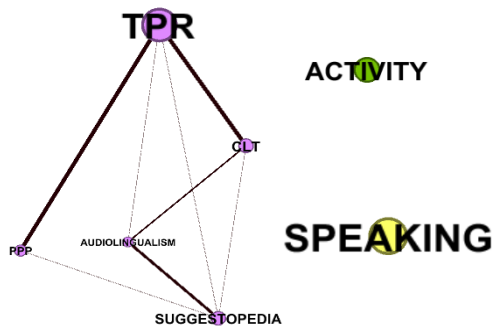 TPR
ACTIVITY
CLT
SPEAKING
AUDIOLINGUALISM
PPP
SUGGESTOPEDIA